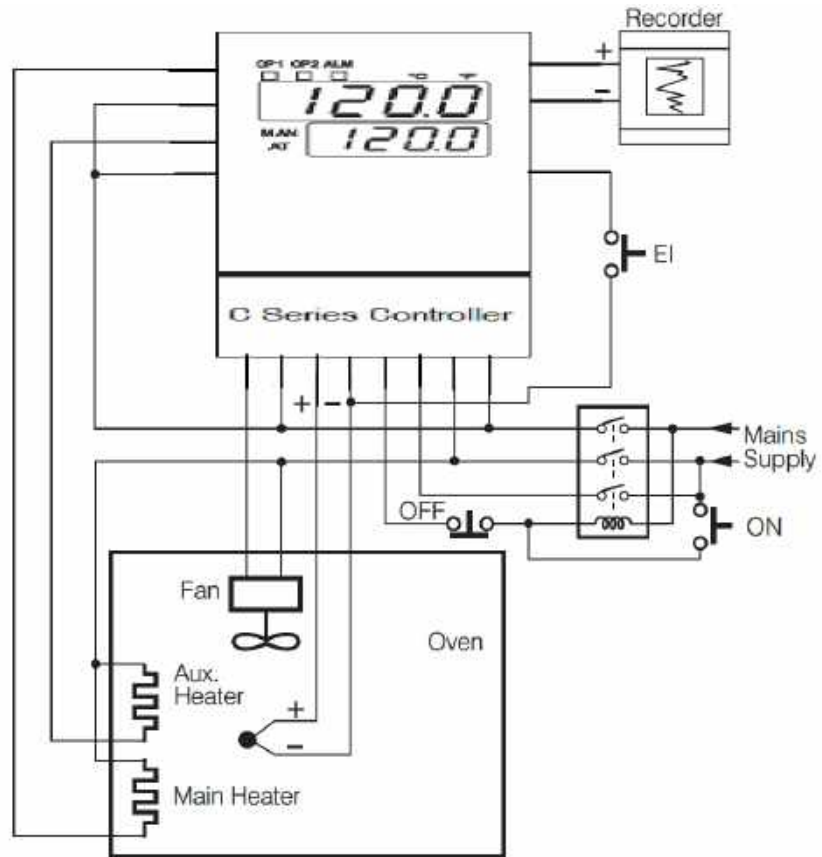 Recorder
+
-
OP1 OP2 ALM °C °F
120.0
MAN
AT
120.0
EI
C Series Controller
+ -
Mains
Supply
OFF
ON
Fan
Oven
Aux.
Heater
+
-
Main Heater